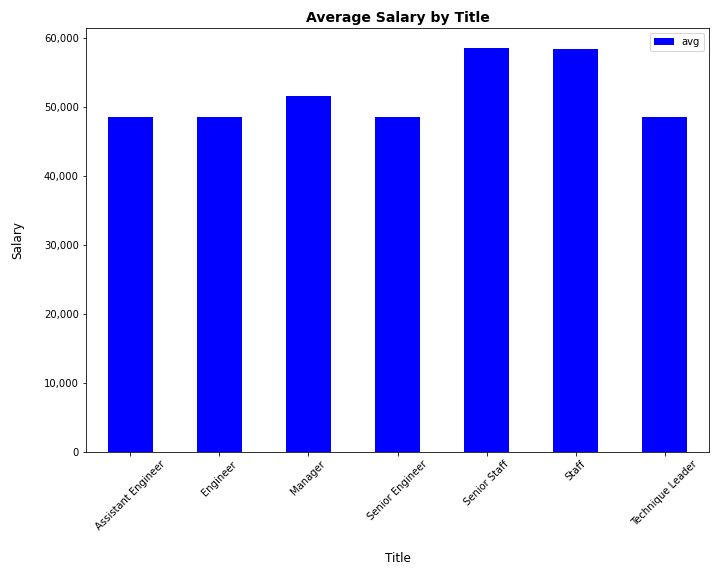 Average Salary by Title
avg
Salary
60,000
50,000
40,000
30,000
20,000
10,000
0
Assistant Engineer
Engineer
Manager
Senior Engineer
Senior Staff
Staff
Technique Leader
Title